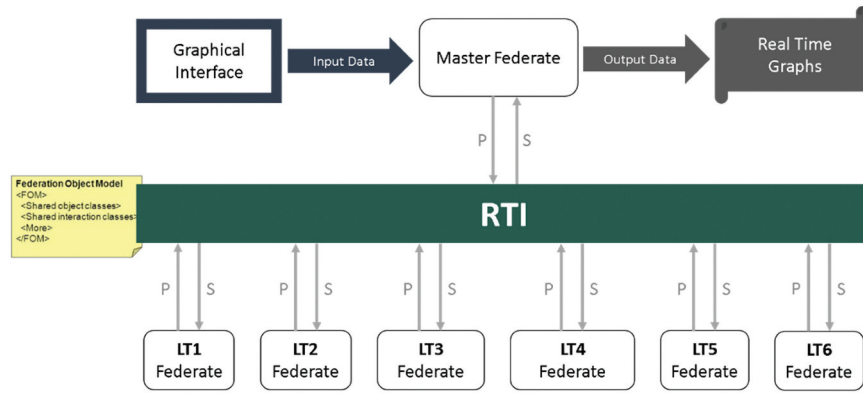 Graphical
Interface
Input Data
Master Federate
Output Data
Real Time
Graphs
P
S
Federation Object Model
<FOM>
<Shared object classes>
<Shared interaction classes>
<More>
</FOM>
RTI
P
S
P
S
P
S
P
S
P
S
P
S
LT1
Federate
LT2
Federate
LT3
Federate
LT4
Federate
LT5
Federate
LT6
Federate